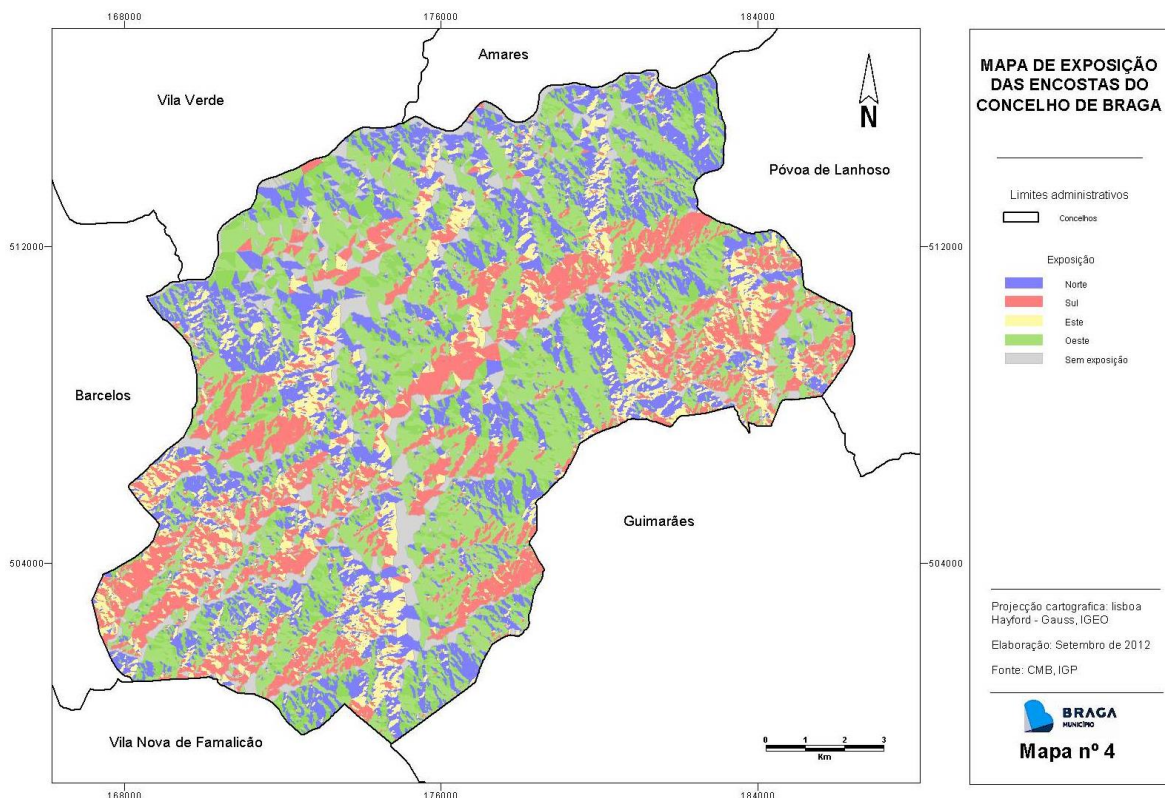 168000
176000
184000
Amares
Vila Verde
N
Póvoa de Lanhoso
512000
512000
Barcelos
Guimarães
504000
504000
Vila Nova de Famalicão
0 1 2 3
Km
168000
176000
184000
MAPA DE EXPOSIÇÃO
DAS ENCOSTAS DO
CONCELHO DE BRAGA
Limites administrativos
Concelhos
Exposição
Norte
Sul
Este
Oeste
Sem exposição
Projecção cartografica: lisboa
Hayford - Gauss, IGEO
Elaboração: Setembro de 2012
Fonte: CMB, IGP
BRAGA
MUNICÍPIO
Mapa nº 4